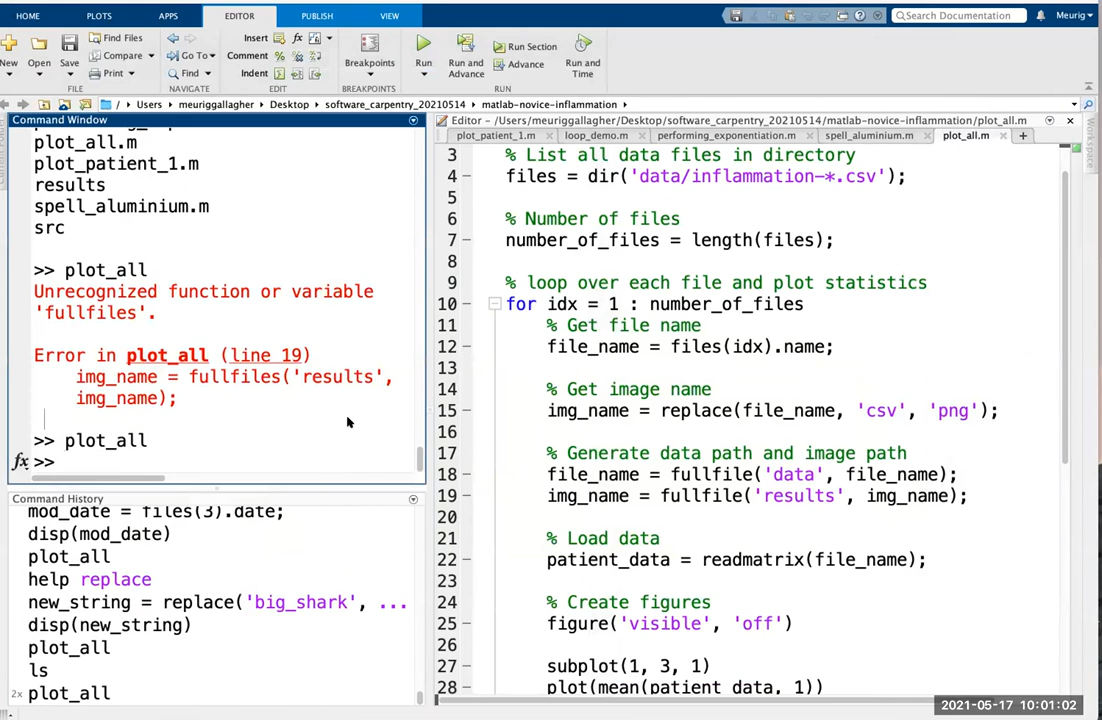 HOME PLOTS APPS EDITOR PUBLISH VIEW Search Documentation Meurig
New Open Save Find Files Compare Print Go To Find Insert fx Comment % Indent Breakpoints Run Run and Advance Run Section Advance Run and Time
FILE NAVIGATE EDIT BREAKPOINTS RUN
/ Users meuriggallagher Desktop software_carpentry_20210514 matlab-novice-inflammation
Command Window
plot_all.m
plot_patient_1.m
results
spell_aluminium.m
src
>> plot_all
Unrecognized function or variable
'fullfiles'.
Error in plot_all (line 19)
img_name = fullfiles('results',
img_name);
>> plot_all
fx >>
Command History
mod_date = files(3).date;
disp(mod_date)
plot_all
help replace
new_string = replace('big_shark', ...
disp(new_string)
plot_all
ls
2x plot_all
Editor - /Users/meuriggallagher/Desktop/software_carpentry_20210514/matlab-novice-inflammation/plot_all.m
plot_patient_1.m loop_demo.m performing_exponentiation.m spell_aluminium.m plot_all.m
3 % List all data files in directory
4 files = dir('data/inflammation-*.csv');
5
6 % Number of files
7 number_of_files = length(files);
8
9 % loop over each file and plot statistics
10 for idx = 1 : number_of_files
11 % Get file name
12 file_name = files(idx).name;
13
14 % Get image name
15 img_name = replace(file_name, 'csv', 'png');
16
17 % Generate data path and image path
18 file_name = fullfile('data', file_name);
19 img_name = fullfile('results', img_name);
20
21 % Load data
22 patient_data = readmatrix(file_name);
23
24 % Create figures
25 figure('visible', 'off')
26
27 subplot(1, 3, 1)
28 plot(mean(patient_data, 1))
Workspace
2021-05-17 10:01:02